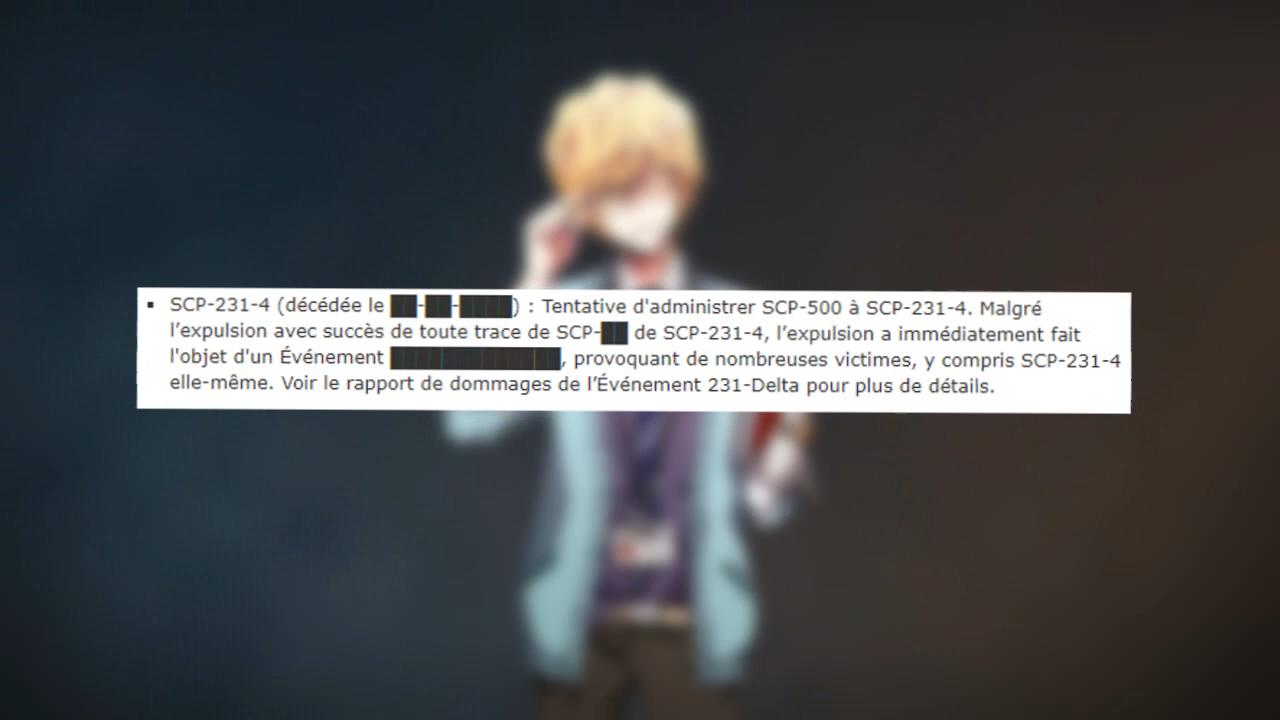 ▪ SCP-231-4 (décédée le ██-██-████) : Tentative d'administrer SCP-500 à SCP-231-4. Malgré
l’expulsion avec succès de toute trace de SCP-██ de SCP-231-4, l’expulsion a immédiatement fait
l'objet d'un Événement █████████████, provoquant de nombreuses victimes, y compris SCP-231-4
elle-même. Voir le rapport de dommages de l’Événement 231-Delta pour plus de détails.